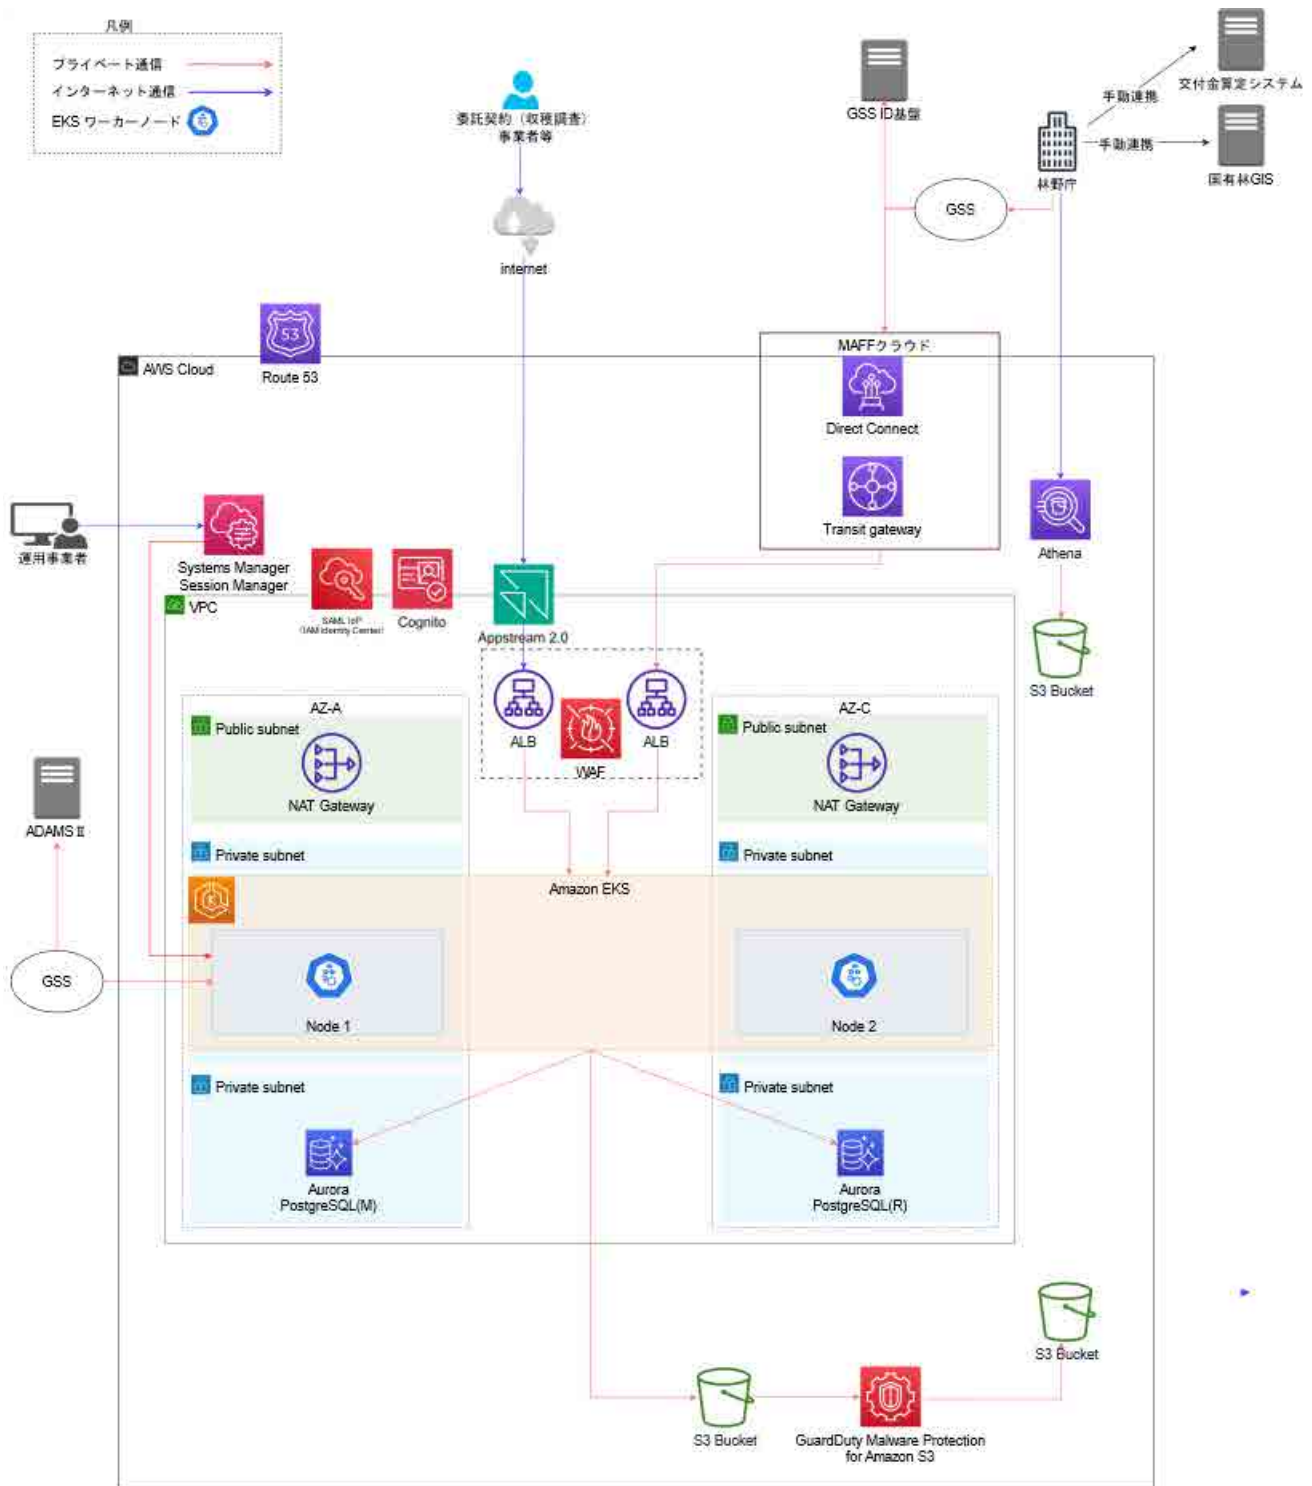 凡例
プライベート通信
インターネット通信
EKS ワーカーノード
委託契約（収穫調査）
事業者等
internet
GSS ID基盤
GSS
林野庁
手動連携
手動連携
交付金算定システム
国有林GIS
53
Route 53
AWS Cloud
MAFFクラウド
Direct Connect
Transit gateway
Athena
S3 Bucket
運用事業者
Systems Manager
Session Manager
SAML IdP
(IAM Identity Center)
Cognito
Appstream 2.0
VPC
ALB
WAF
ALB
AZ-A
Public subnet
NAT Gateway
Private subnet
AZ-C
Public subnet
NAT Gateway
Private subnet
ADAMSⅡ
GSS
Amazon EKS
Node 1
Node 2
Private subnet
Aurora
PostgreSQL(M)
Private subnet
Aurora
PostgreSQL(R)
S3 Bucket
GuardDuty Malware Protection
for Amazon S3
S3 Bucket